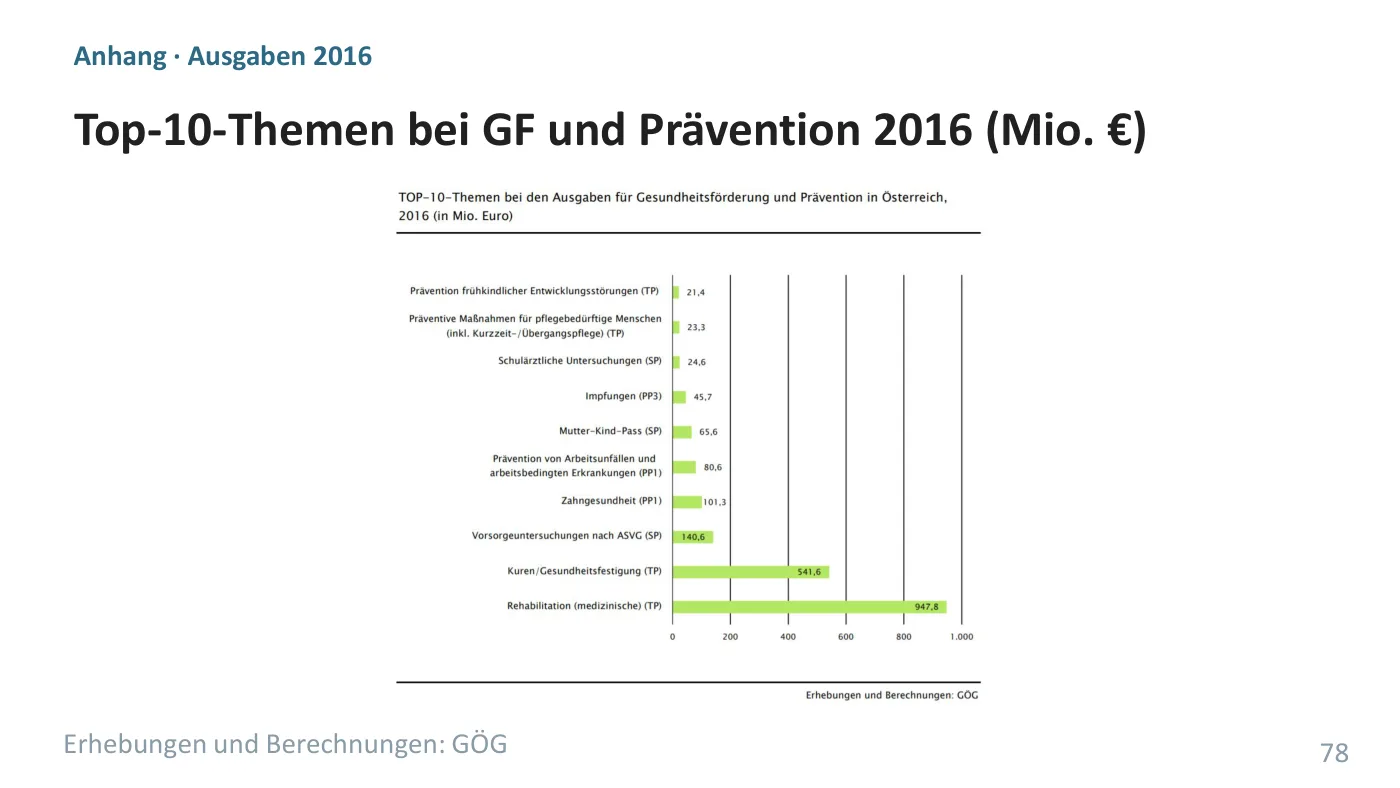 Anhang · Ausgaben 2016
Top-10-Themen bei GF und Prävention 2016 (Mio. €)
TOP-10-Themen bei den Ausgaben für Gesundheitsförderung und Prävention in Österreich,
2016 (in Mio. Euro)
Prävention frühkindlicher Entwicklungsstörungen (TP) 21,4
Präventive Maßnahmen für pflegebedürftige Menschen
(inkl. Kurzzeit-/Übergangspflege) (TP) 23,3
Schulärztliche Untersuchungen (SP) 24,6
Impfungen (PP3) 45,7
Mutter-Kind-Pass (SP) 65,6
Prävention von Arbeitsunfällen und
arbeitsbedingten Erkrankungen (PP1) 80,6
Zahngesundheit (PP1) 101,3
Vorsorgeuntersuchungen nach ASVG (SP) 140,6
Kuren/Gesundheitsfestigung (TP) 541,6
Rehabilitation (medizinische) (TP) 947,8
0 200 400 600 800 1.000
Erhebungen und Berechnungen: GÖG
Erhebungen und Berechnungen: GÖG
78